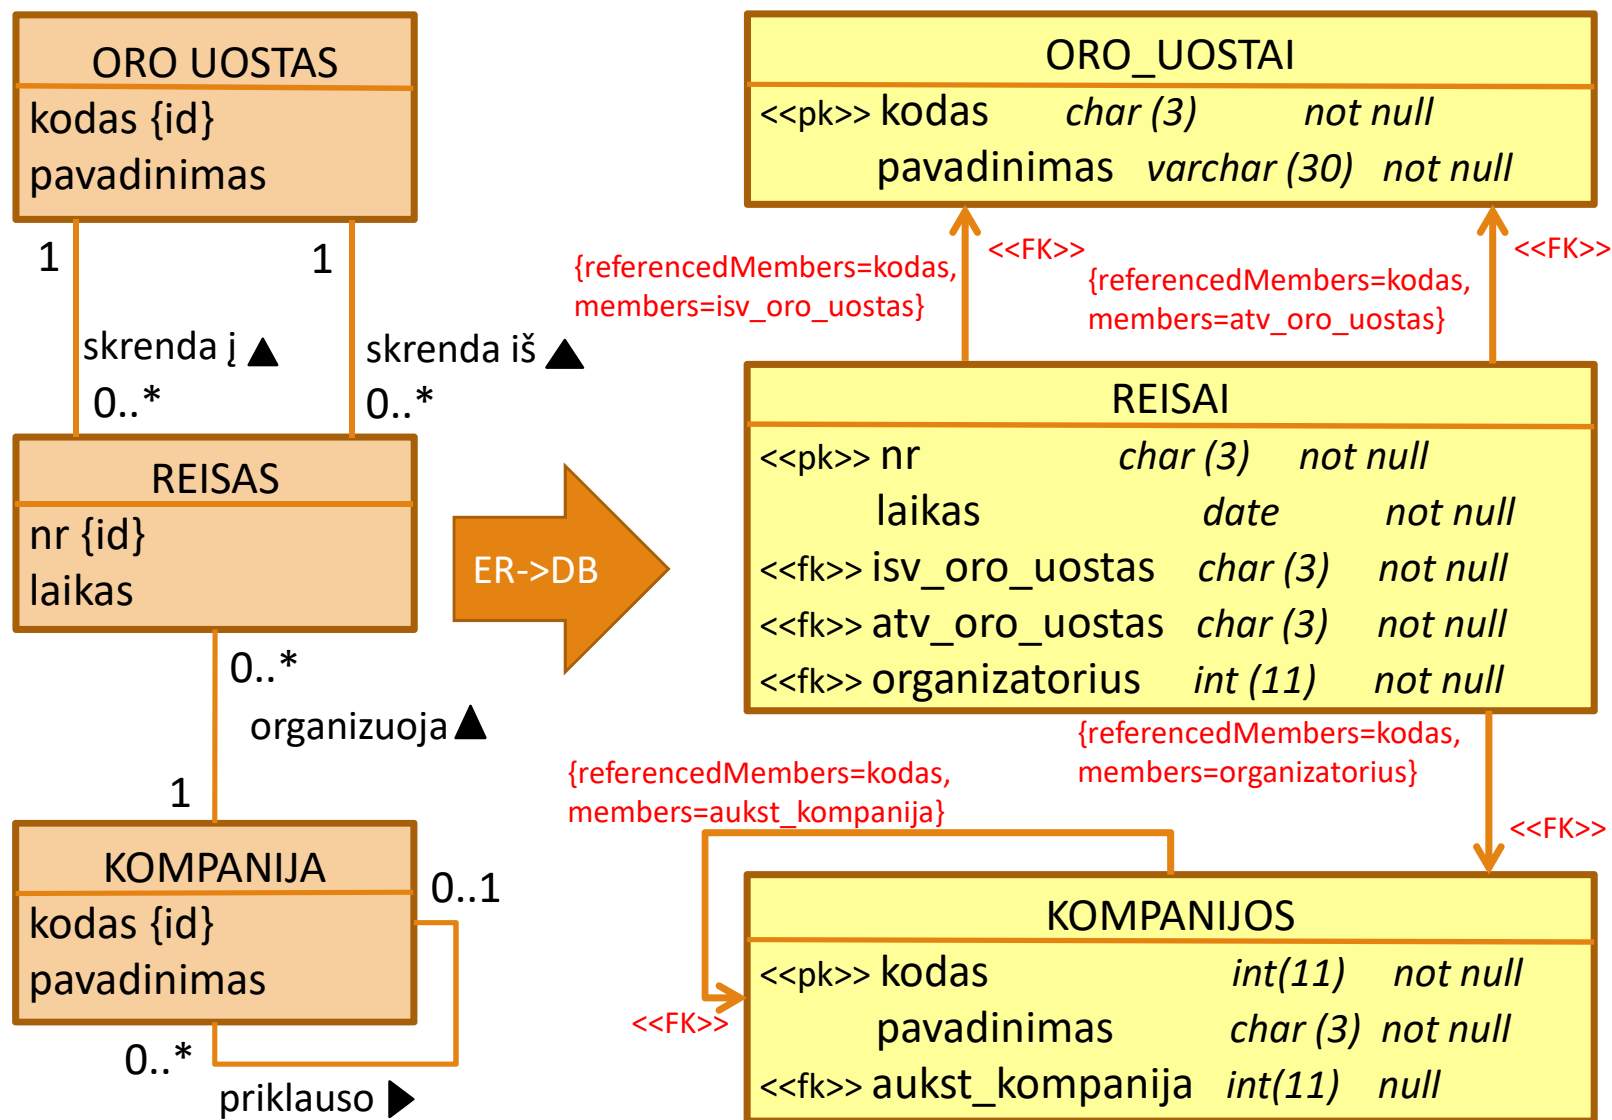 ORO UOSTAS
kodas {id}
pavadinimas
1
1
skrenda į
skrenda iš
0..*
0..*
REISAS
nr {id}
laikas
0..*
organizuoja
1
KOMPANIJA
kodas {id}
pavadinimas
0..1
0..*
priklauso
ER->DB
ORO_UOSTAI
<<pk>> kodas char (3) not null
pavadinimas varchar (30) not null
<<FK>>
{referencedMembers=kodas,
members=isv_oro_uostas}
<<FK>>
{referencedMembers=kodas,
members=atv_oro_uostas}
REISAI
<<pk>> nr char (3) not null
laikas date not null
<<fk>> isv_oro_uostas char (3) not null
<<fk>> atv_oro_uostas char (3) not null
<<fk>> organizatorius int (11) not null
{referencedMembers=kodas,
members=organizatorius}
<<FK>>
{referencedMembers=kodas,
members=aukst_kompanija}
<<FK>>
KOMPANIJOS
<<pk>> kodas int(11) not null
pavadinimas char (3) not null
<<fk>> aukst_kompanija int(11) null